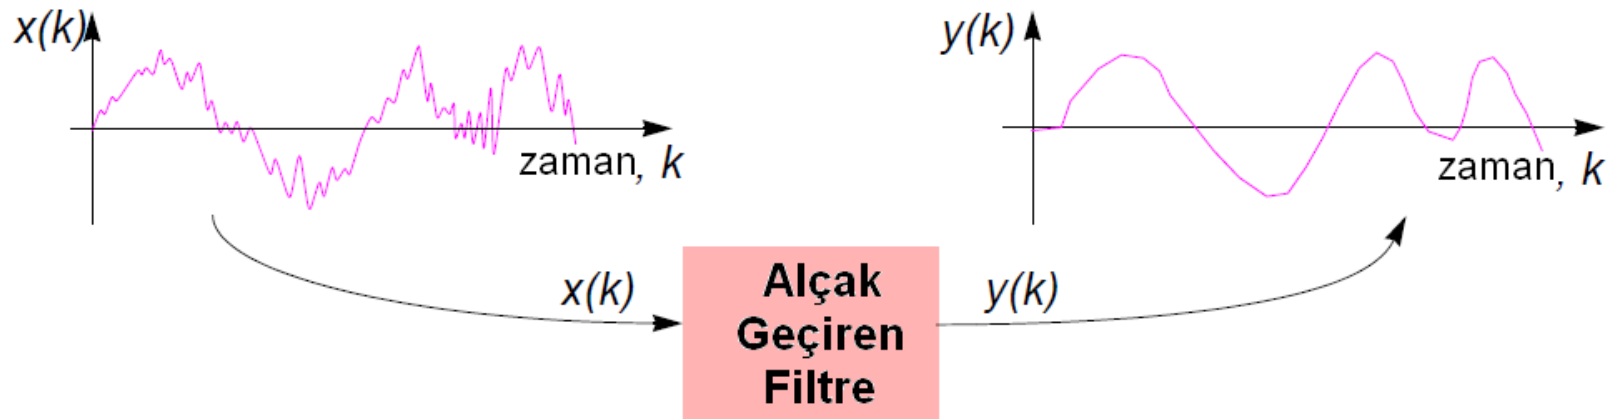 x(k)
y(k)
zaman, k
zaman, k
x(k)
Alçak
Geçiren
Filtre
y(k)